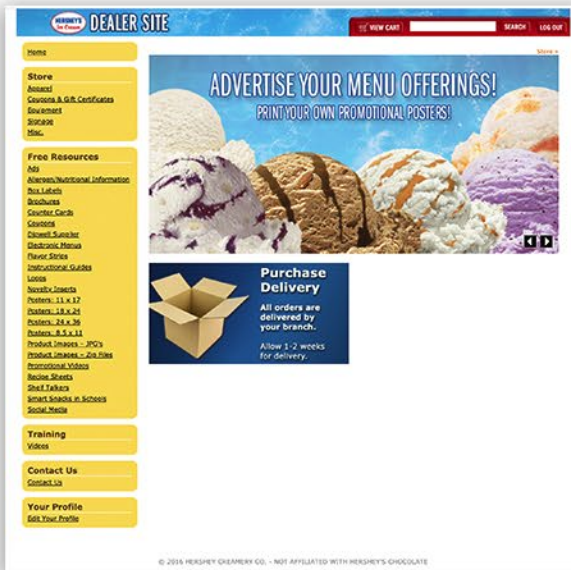 HERSHEY'S
Ice Cream
DEALER SITE
VIEW CART
SEARCH
LOG OUT
Home
Store »
Store
Apparel
Coupons & Gift Certificates
Equipment
Signage
Misc.
Free Resources
Ads
Allergen/Nutritional Information
Box Labels
Brochures
Counter Cards
Coupons
Dipwell Supplier
Electronic Menus
Flavor Strips
Instructional Guides
Logos
Novelty Inserts
Posters: 11 x 17
Posters: 18 x 24
Posters: 24 x 36
Posters: 8.5 x 11
Product Images - JPG's
Product Images - Zip Files
Promotional Videos
Recipe Sheets
Shelf Talkers
Smart Snacks in Schools
Social Media
Training
Videos
Contact Us
Contact Us
Your Profile
Edit Your Profile
ADVERTISE YOUR MENU OFFERINGS!
PRINT YOUR OWN PROMOTIONAL POSTERS!
Purchase
Delivery
All orders are
delivered by
your branch.
Allow 1-2 weeks
for delivery.
© 2016 HERSHEY CREAMERY CO. - NOT AFFILIATED WITH HERSHEY'S CHOCOLATE